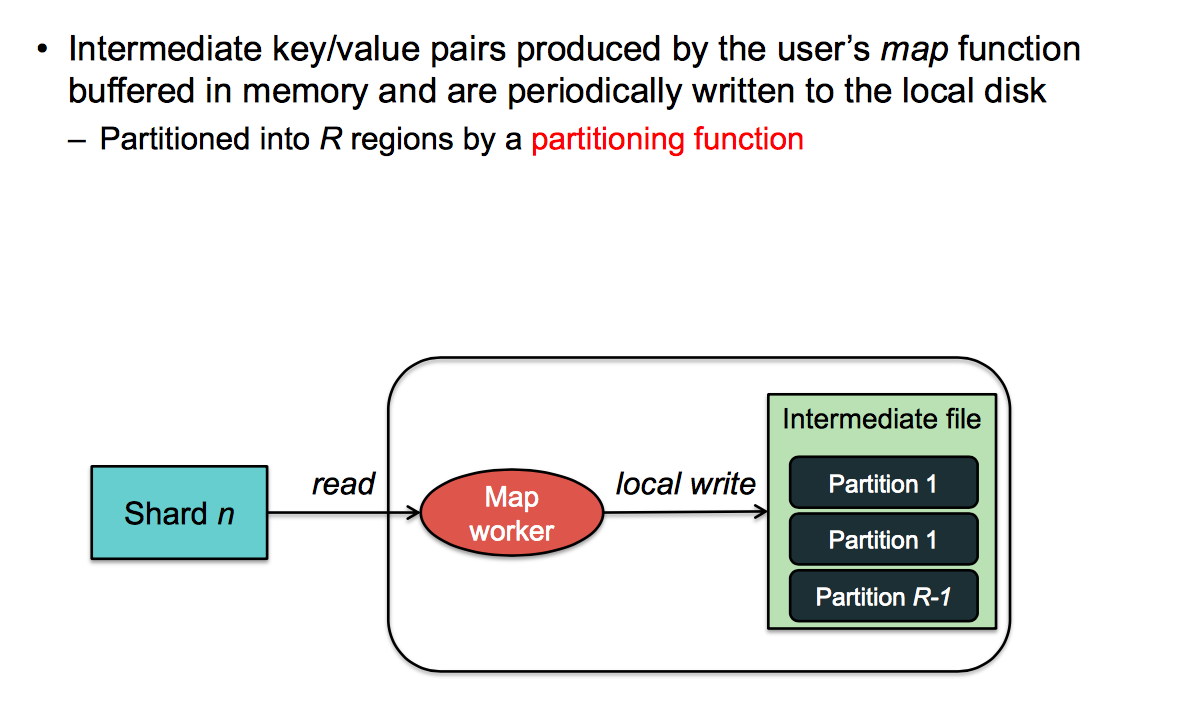 • Intermediate key/value pairs produced by the user’s map function
buffered in memory and are periodically written to the local disk
– Partitioned into R regions by a partitioning function
Intermediate file
Shard n
read
Map
worker
local write
Partition 1
Partition 1
Partition R-1